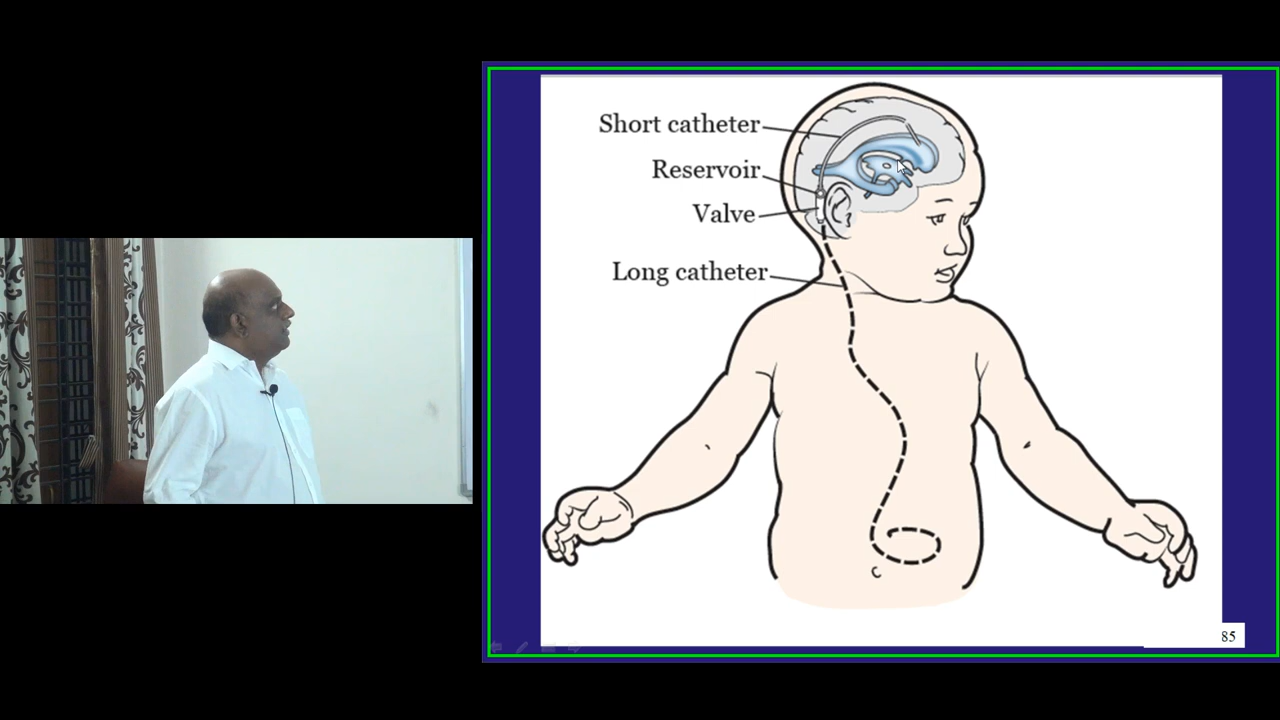 Short catheter
Reservoir
Valve
Long catheter
85